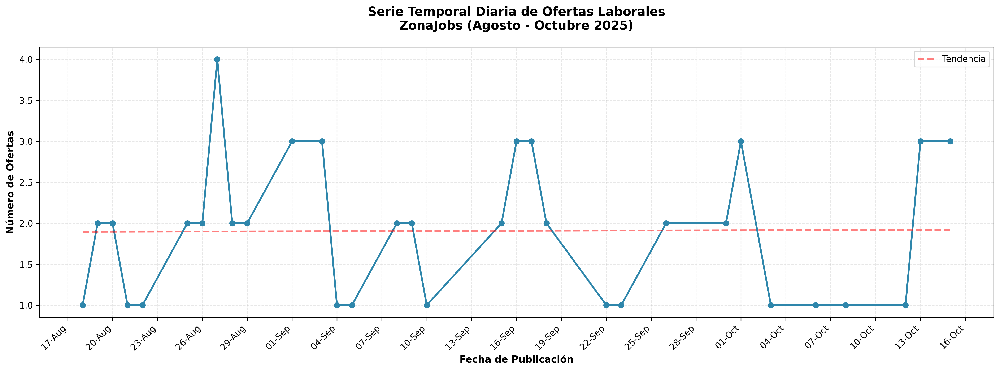 Serie Temporal Diaria de Ofertas Laborales
ZonaJobs (Agosto - Octubre 2025)
Tendencia
Número de Ofertas
4.0
3.5
3.0
2.5
2.0
1.5
1.0
17-Aug
20-Aug
23-Aug
26-Aug
29-Aug
01-Sep
04-Sep
07-Sep
10-Sep
13-Sep
16-Sep
19-Sep
22-Sep
25-Sep
28-Sep
01-Oct
04-Oct
07-Oct
10-Oct
13-Oct
16-Oct
Fecha de Publicación